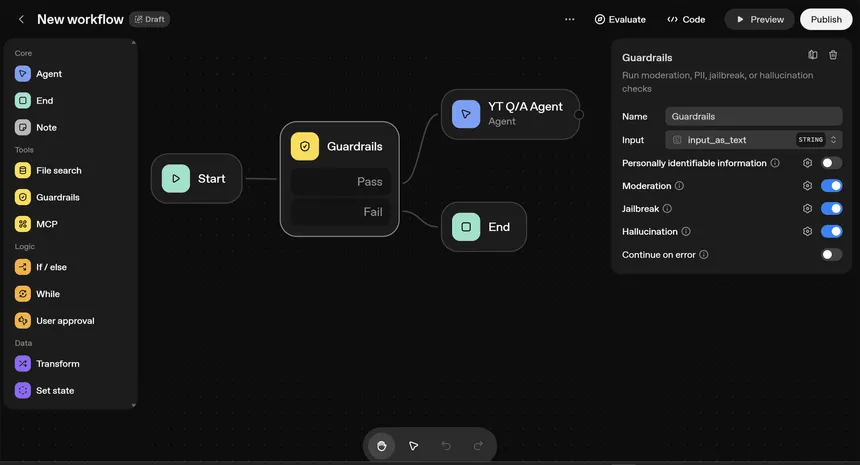 New workflow
Draft
Evaluate
Code
Preview
Publish
Core
Agent
End
Note
Tools
File search
Guardrails
MCP
Logic
If / else
While
User approval
Data
Transform
Set state
Start
Guardrails
Pass
Fail
YT Q/A Agent
Agent
End
Guardrails
Run moderation, PII, jailbreak, or hallucination
checks
Name
Guardrails
Input
input_as_text
STRING
Personally identifiable information
Moderation
Jailbreak
Hallucination
Continue on error